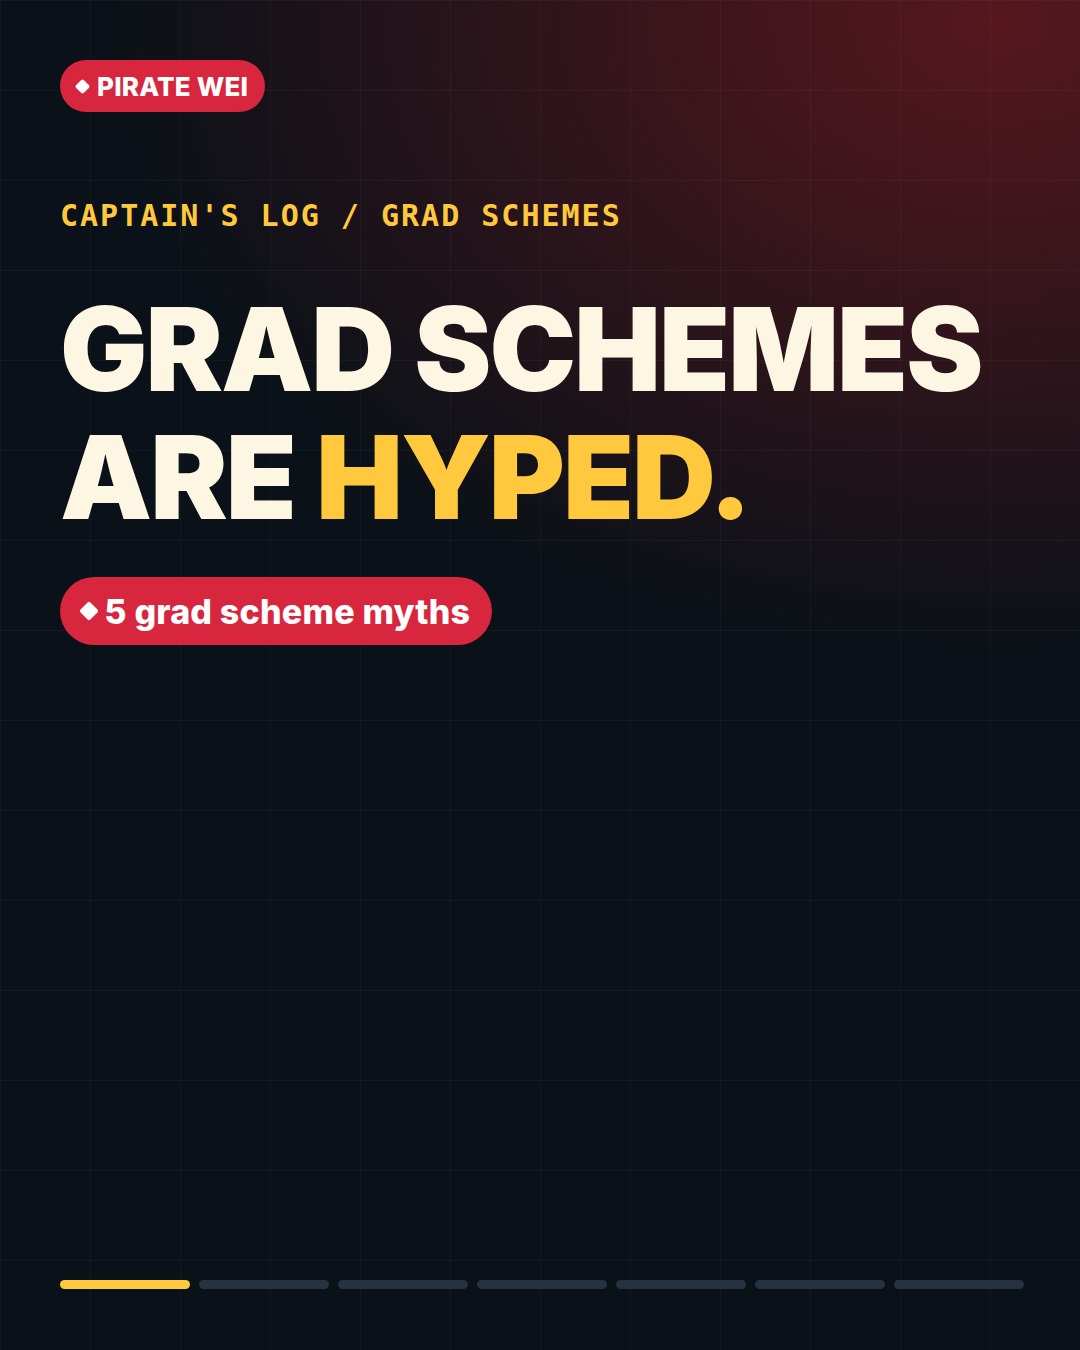 PIRATE WEI
CAPTAIN'S LOG / GRAD SCHEMES
GRAD SCHEMES
ARE HYPED.
5 grad scheme myths